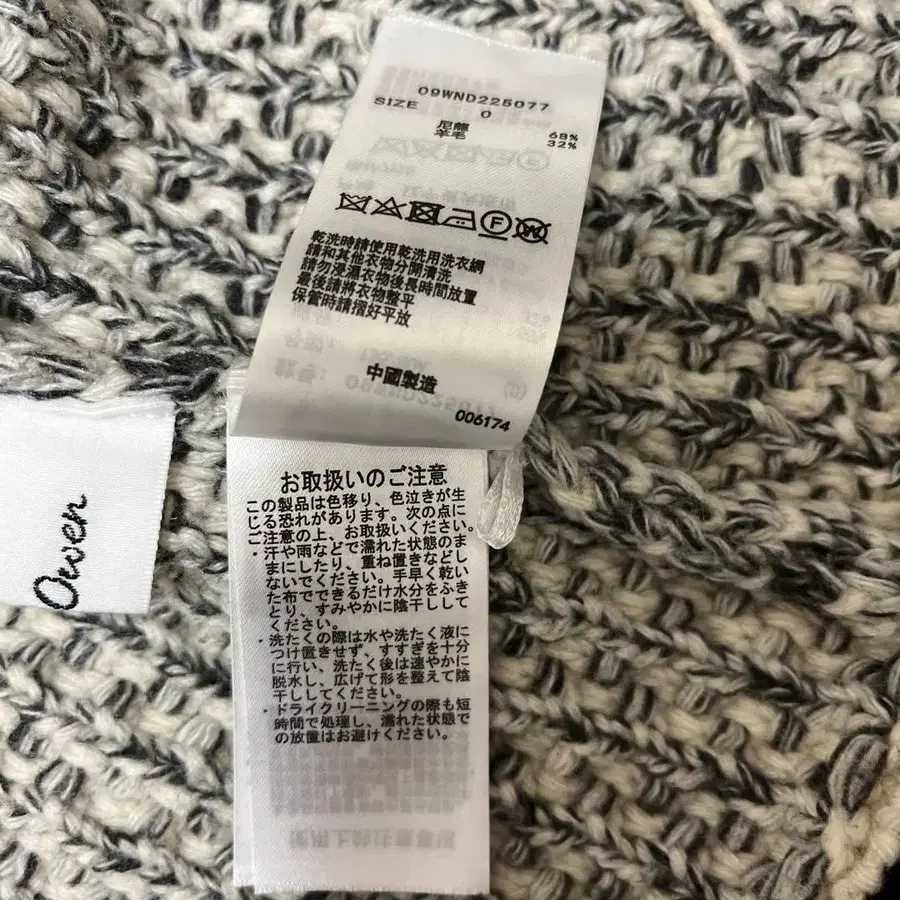 09WND225077
SIZE 0
尼龍 68%
羊毛 32%
F
W
乾洗時請使用乾洗用洗衣網
請和其他衣物分開清洗
請勿浸濕衣物後長時間放置
最後請將衣物整平
保管時請摺好平放
中國製造
006174
Owen
お取扱いのご注意
この製品は色移り、色泣きが生
じる恐れがあります。次の点に
ご注意の上、お取扱いください。
・汗や雨などで濡れた状態のま
まにしたり、重ね置きなどし
ないでください。手早く乾い
た布でできるだけ水分をふき
とり、すみやかに陰干しして
ください。
・洗たくの際は水や洗たく液に
つけ置きせず、すすぎを十分
に行い、洗たく後は速やかに
脱水し、広げて形を整えて陰
干ししてください。
・ドライクリーニングの際も短
時間で処理し、濡れた状態で
の放置はお避けください。